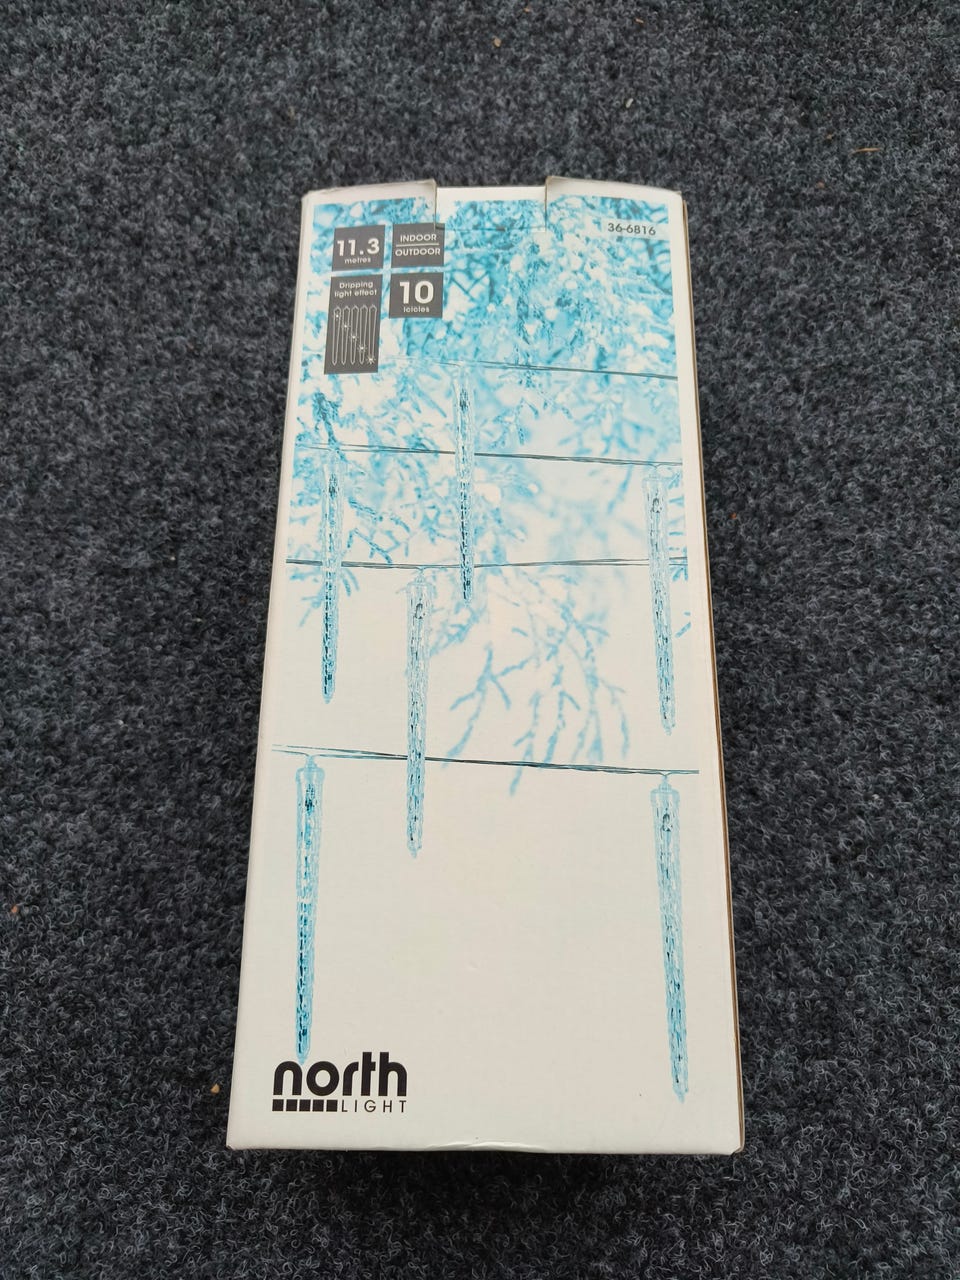 11.3
metres
INDOOR
OUTDOOR
36-6816
Dripping
light effect
10
icicles
north
LIGHT